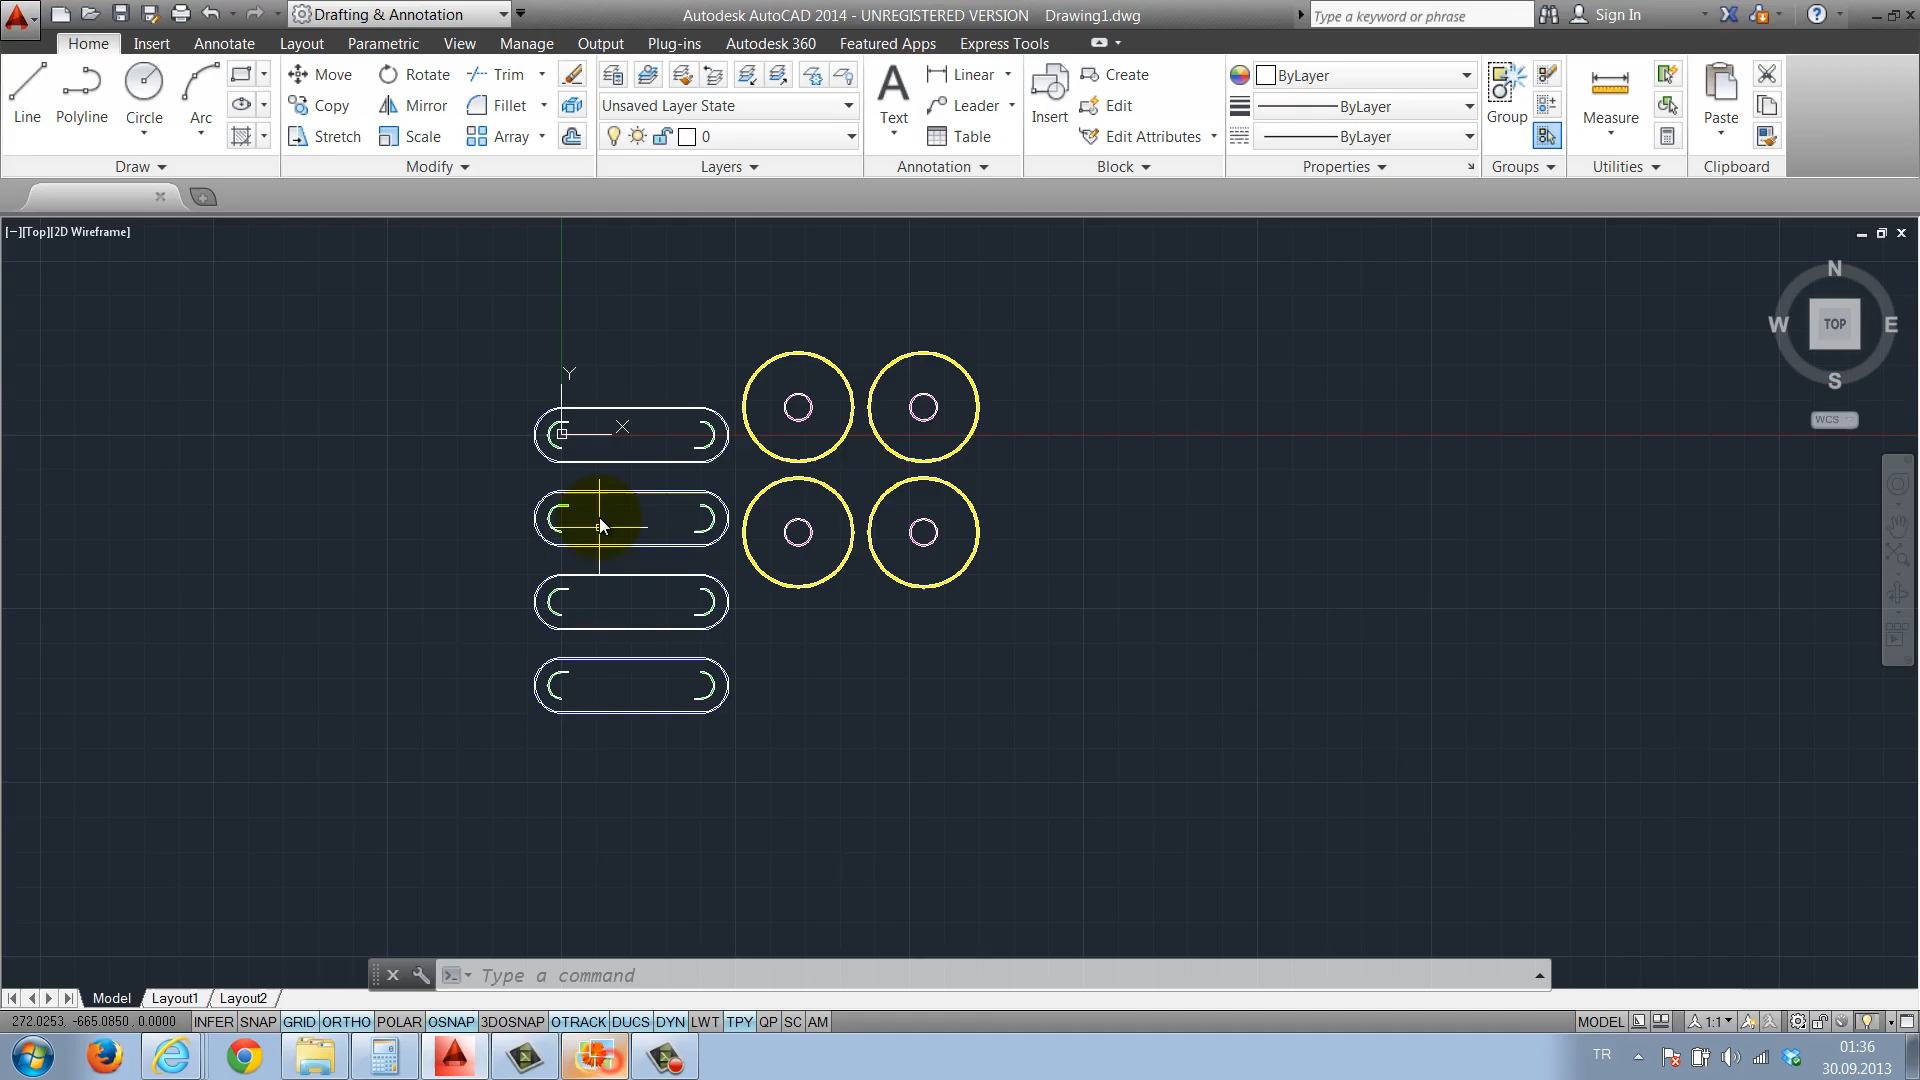 Drafting & Annotation
Autodesk AutoCAD 2014 - UNREGISTERED VERSION Drawing1.dwg
Type a keyword or phrase
Sign In
Home Insert Annotate Layout Parametric View Manage Output Plug-ins Autodesk 360 Featured Apps Express Tools
Move Rotate Trim
Linear
Create
ByLayer
Copy Mirror Fillet
Unsaved Layer State
Leader
Edit
ByLayer
Line Polyline Circle Arc
Text
Insert
Group Measure Paste
Stretch Scale Array
0
Table
Edit Attributes
ByLayer
Draw Modify Layers Annotation Block Properties Groups Utilities Clipboard
[−][Top][2D Wireframe]
N
W TOP E
S
WCS
Y
X
Type a command
Model Layout1 Layout2
272.0253, -665.0850, 0.0000 INFER SNAP GRID ORTHO POLAR OSNAP 3DOSNAP OTRACK DUCS DYN LWT TPY QP SC AM
MODEL 1:1
TR
01:36
30.09.2013